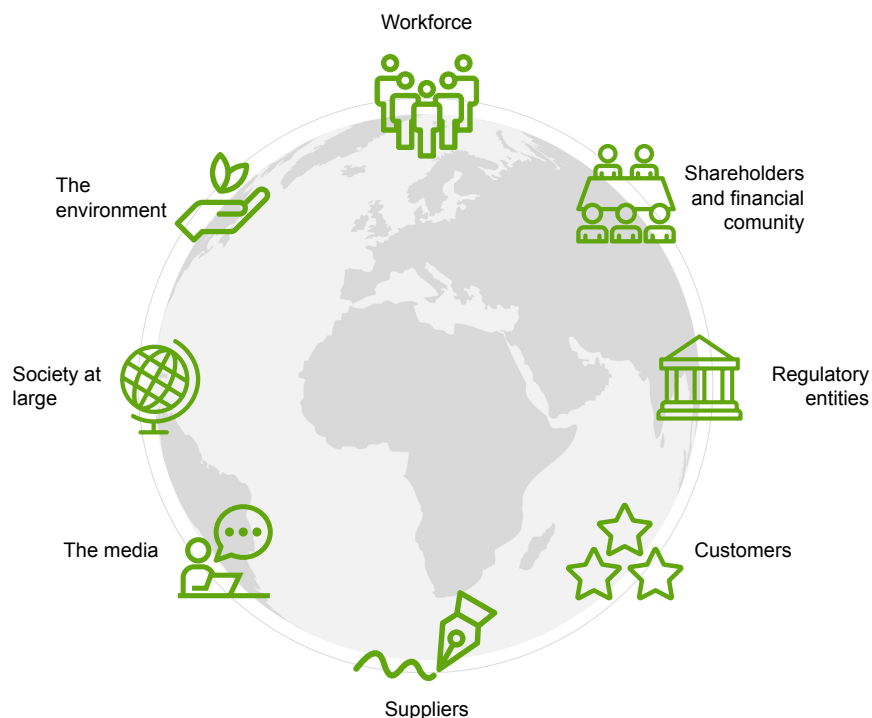 Workforce
Shareholders
and financial
comunity
The
environment
Society at
large
Regulatory
entities
The media
Customers
Suppliers